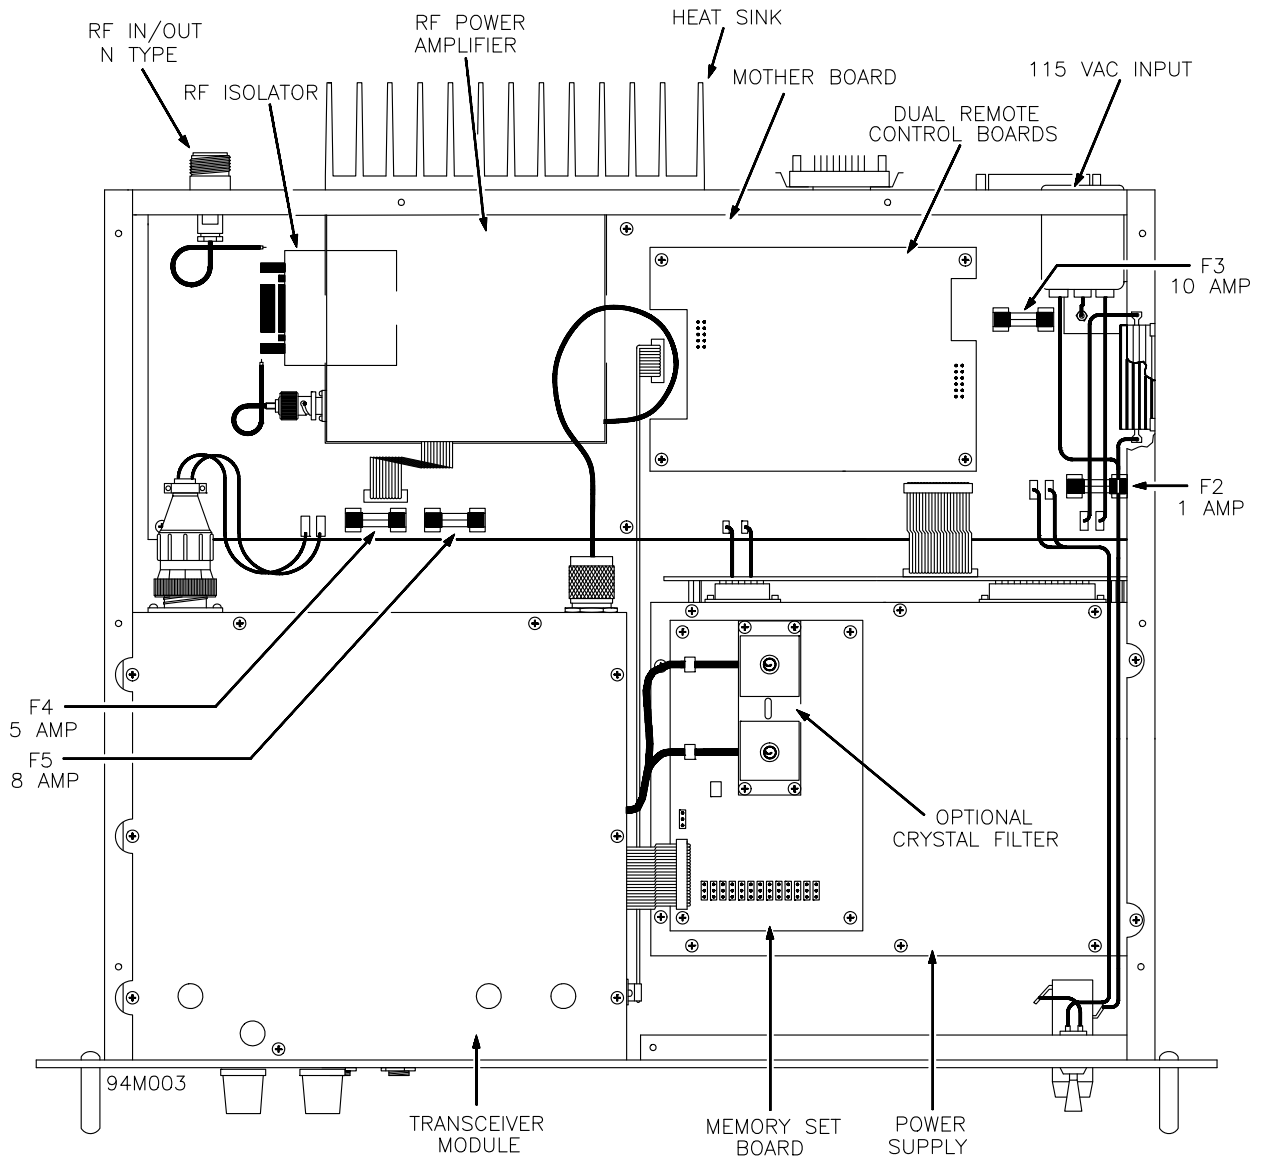 RF IN/OUT
N TYPE
RF POWER
AMPLIFIER
HEAT SINK
RF ISOLATOR
MOTHER BOARD
115 VAC INPUT
DUAL REMOTE
CONTROL BOARDS
F3
10 AMP
F2
1 AMP
F4
5 AMP
F5
8 AMP
OPTIONAL
CRYSTAL FILTER
94M003
TRANSCEIVER
MODULE
MEMORY SET
BOARD
POWER
SUPPLY